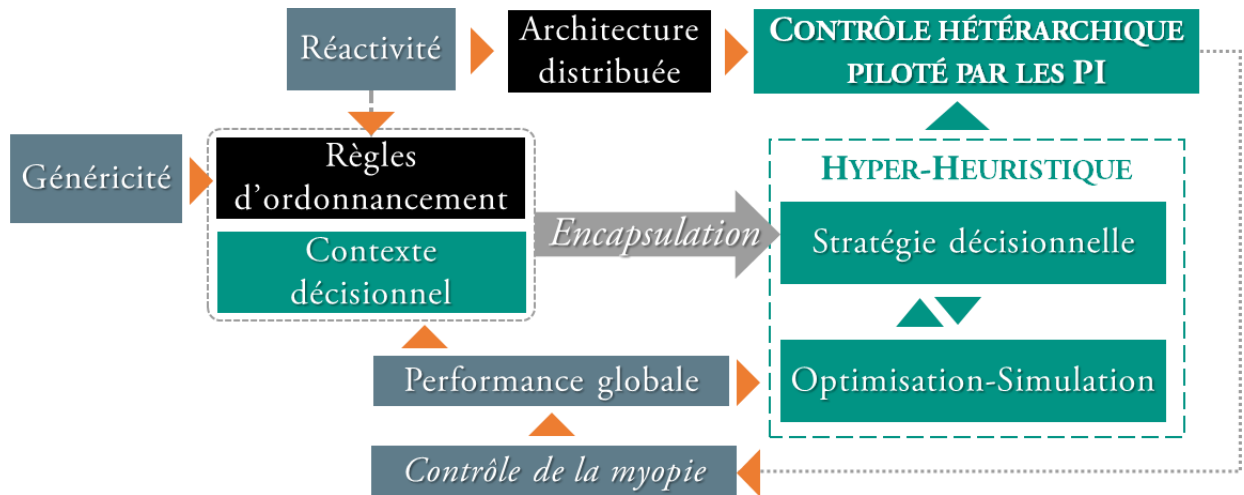 Réactivité
Architecture
distribuée
CONTRÔLE HÉTÉRARCHIQUE
PILOTÉ PAR LES PI
Généricité
Règles
d'ordonnancement
Contexte
décisionnel
Encapsulation
HYPER-HEURISTIQUE
Stratégie décisionnelle
Optimisation-Simulation
Performance globale
Contrôle de la myopie